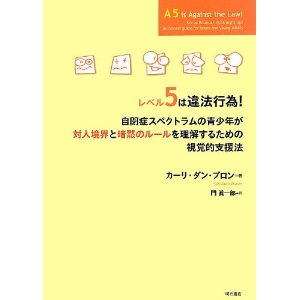 A 5 Is Against the Law!
レベル5は違法行為!
自閉症スペクトラムの青少年が
対人境界と暗黙のルールを理解するための
視覚的支援法
カーリ・ダン・ブロン=著
門 眞一郎=訳
明石書店